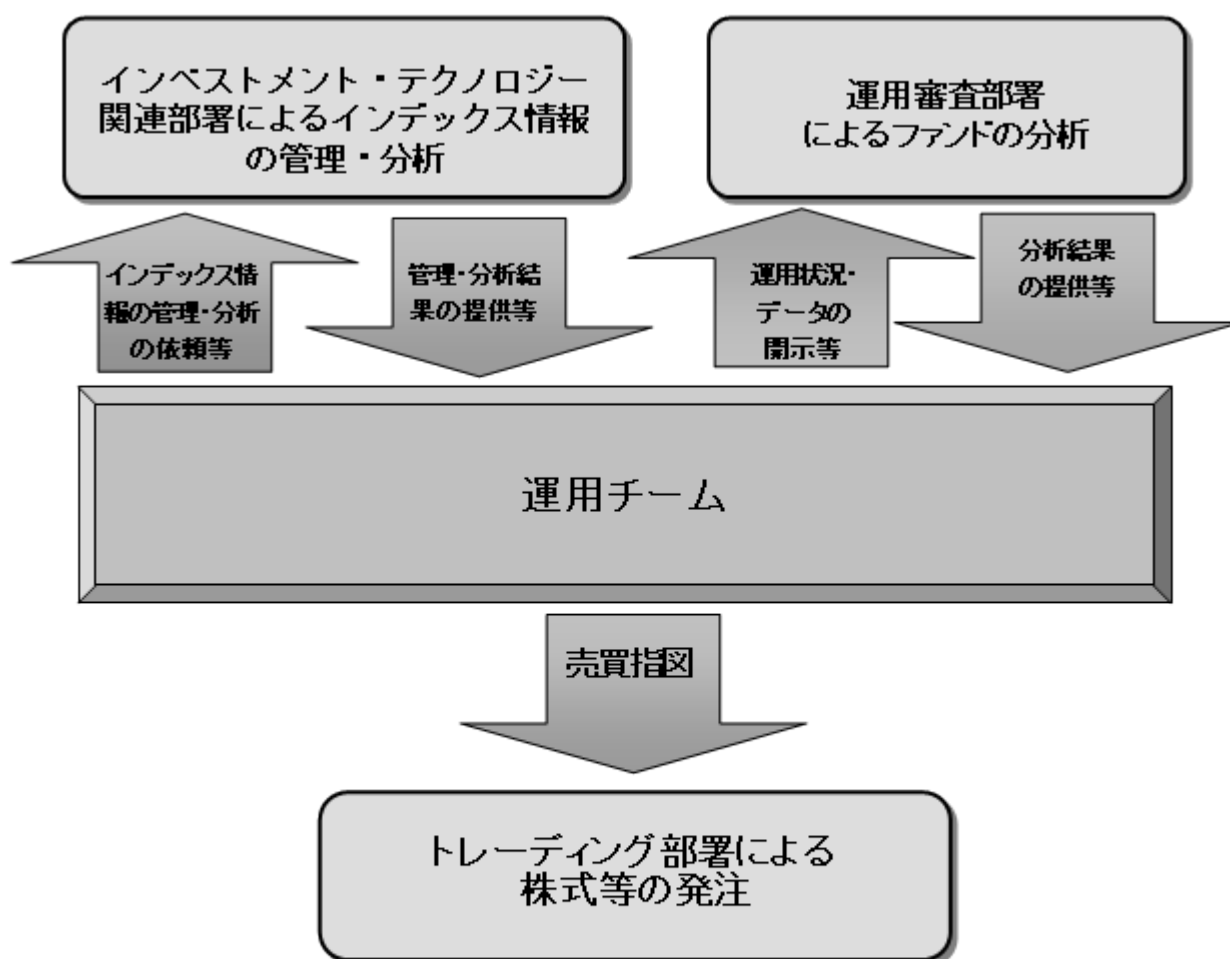 インベストメント・テクノロジー
関連部署によるインデックス情報
の管理・分析
運用審査部署
によるファンドの分析
インデックス情
報の管理・分析
の依頼等
管理・分析結
果の提供等
運用状況・
データの
開示等
分析結果
の提供等
運用チーム
売買指図
トレーディング部署による
株式等の発注